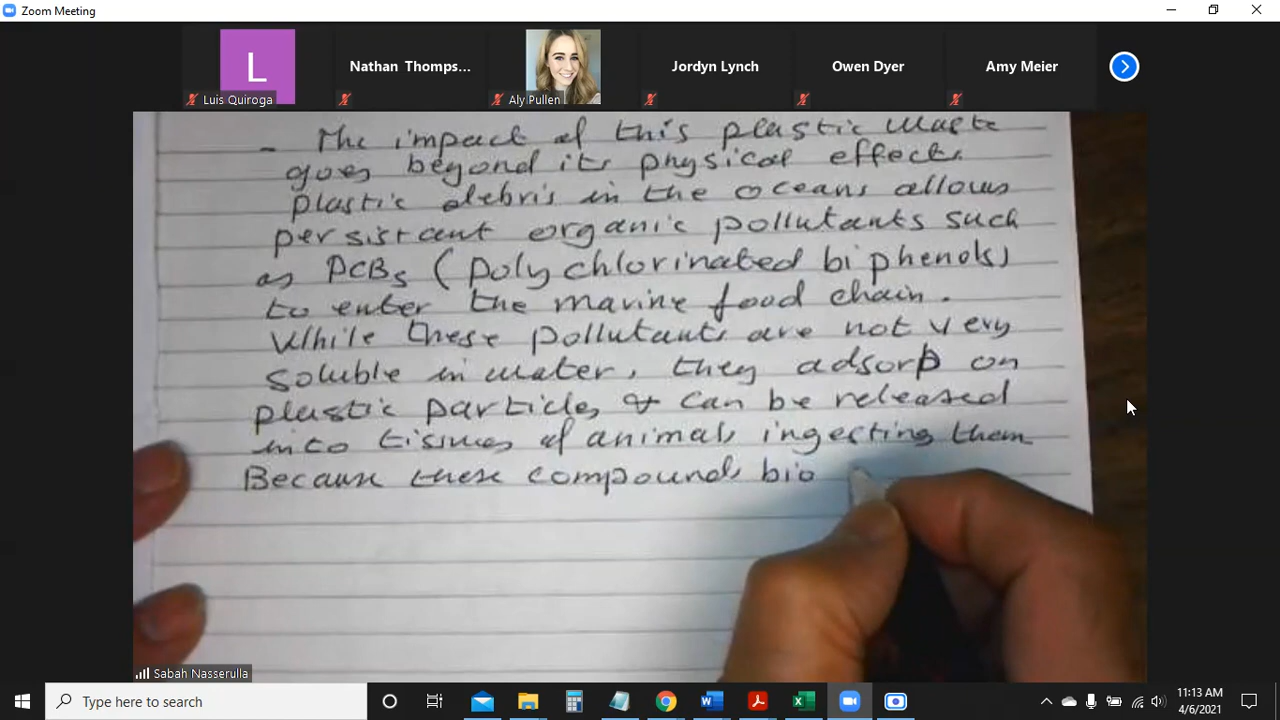 Zoom Meeting
L
Luis Quiroga
Nathan Thomps...
Aly Pullen
Jordyn Lynch
Owen Dyer
Amy Meier
- The impact of this plastic waste
goes beyond its physical effects.
plastic debris in the oceans allows
persistant organic pollutants such
as PCBs (polychlorinated biphenols)
to enter the marine food chain.
While these pollutants are not very
soluble in water, they adsorp on
plastic particles & can be released
into tissues of animals ingesting them
Because these compounds bio
Sabah Nasserulla
Type here to search
11:13 AM
4/6/2021